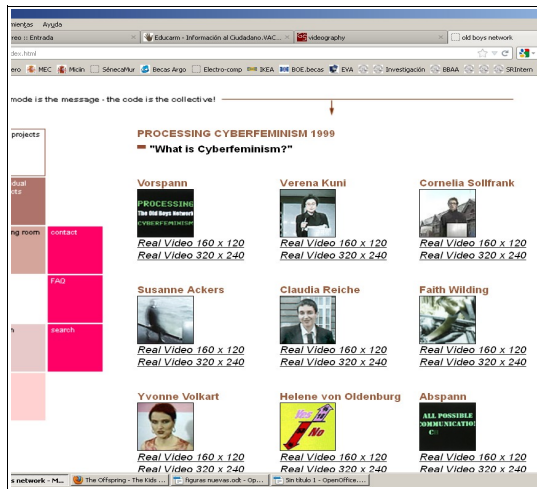 mientas Ayuda
reo :: Entrada Educarm - Información al Ciudadano.VAC... videography old boys network
dex.html
ero MEC Micin SénecaMur Becas Argo Electro-comp IKEA BOE.becas EVA Investigación BBAA SRIntern
mode is the message - the code is the collective!
PROCESSING CYBERFEMINISM 1999
"What is Cyberfeminism?"
projects
dual
cts
ng room
contact
FAQ
h
search
Vorspann Verena Kuni Cornelia Sollfrank
PROCESSING
The Old Boys Network
CYBERFEMINISM
Real Video 160 x 120 Real Video 160 x 120 Real Video 160 x 120
Real Video 320 x 240 Real Video 320 x 240 Real Video 320 x 240
Susanne Ackers Claudia Reiche Faith Wilding
Real Video 160 x 120 Real Video 160 x 120 Real Video 160 x 120
Real Video 320 x 240 Real Video 320 x 240 Real Video 320 x 240
Yvonne Volkart Helene von Oldenburg Abspann
No
ALL POSSIBLE
COMMUNICATIO
C
Real Video 160 x 120 Real Video 160 x 120 Real Video 160 x 120
Real Video 320 x 240 Real Video 320 x 240 Real Video 320 x 240
s network - M... The Offspring - The Kids ... figuras nuevas.odt - Op... Sin título 1 - OpenOffice....